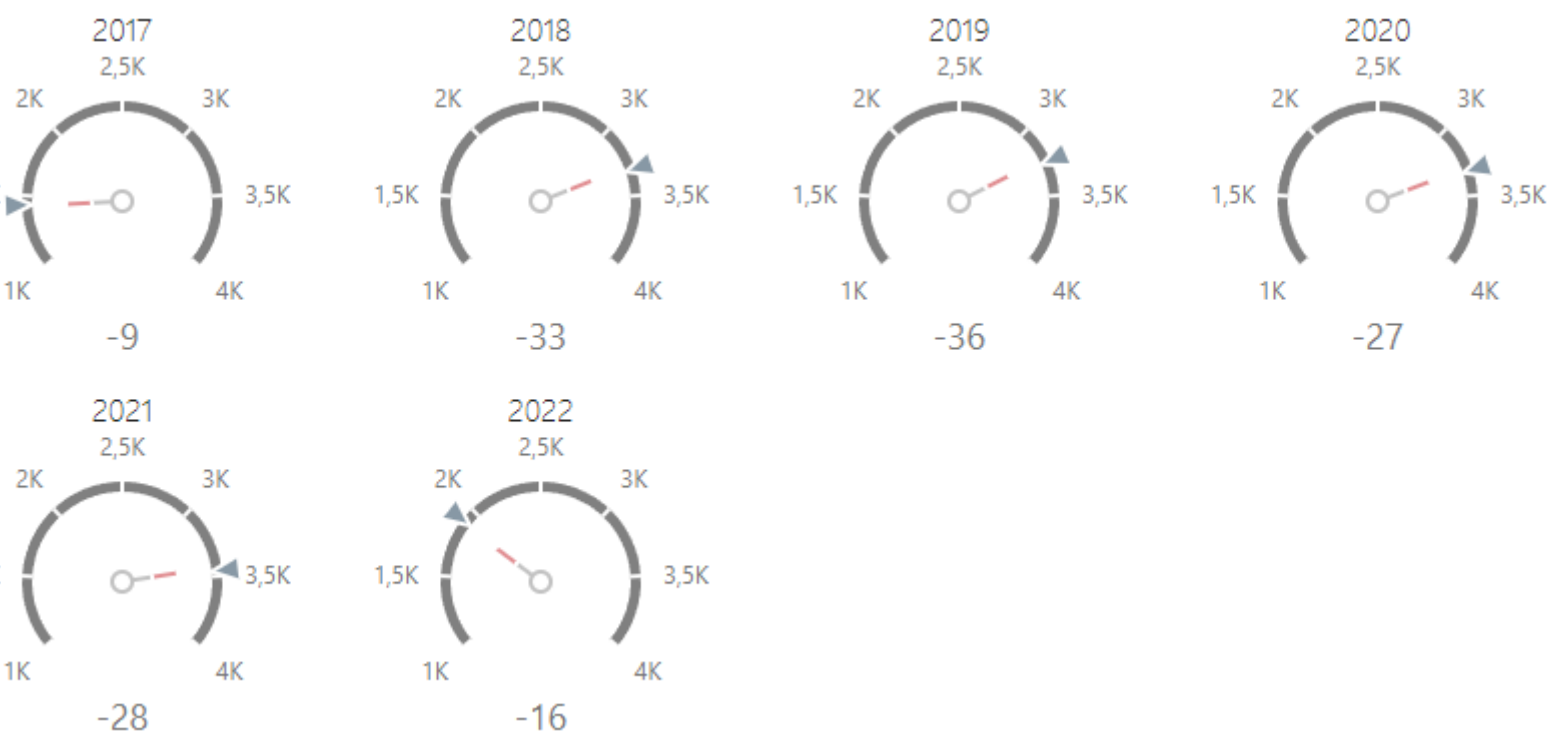 2017 2018 2019 2020
2,5K 2,5K 2,5K 2,5K
2K 3K 2K 3K 2K 3K 2K 3K
3,5K 1,5K 3,5K 1,5K 3,5K 1,5K 3,5K
1K 4K 1K 4K 1K 4K 1K 4K
-9 -33 -36 -27
2021 2022
2,5K 2,5K
2K 3K 2K 3K
3,5K 1,5K 3,5K
1K 4K 1K 4K
-28 -16